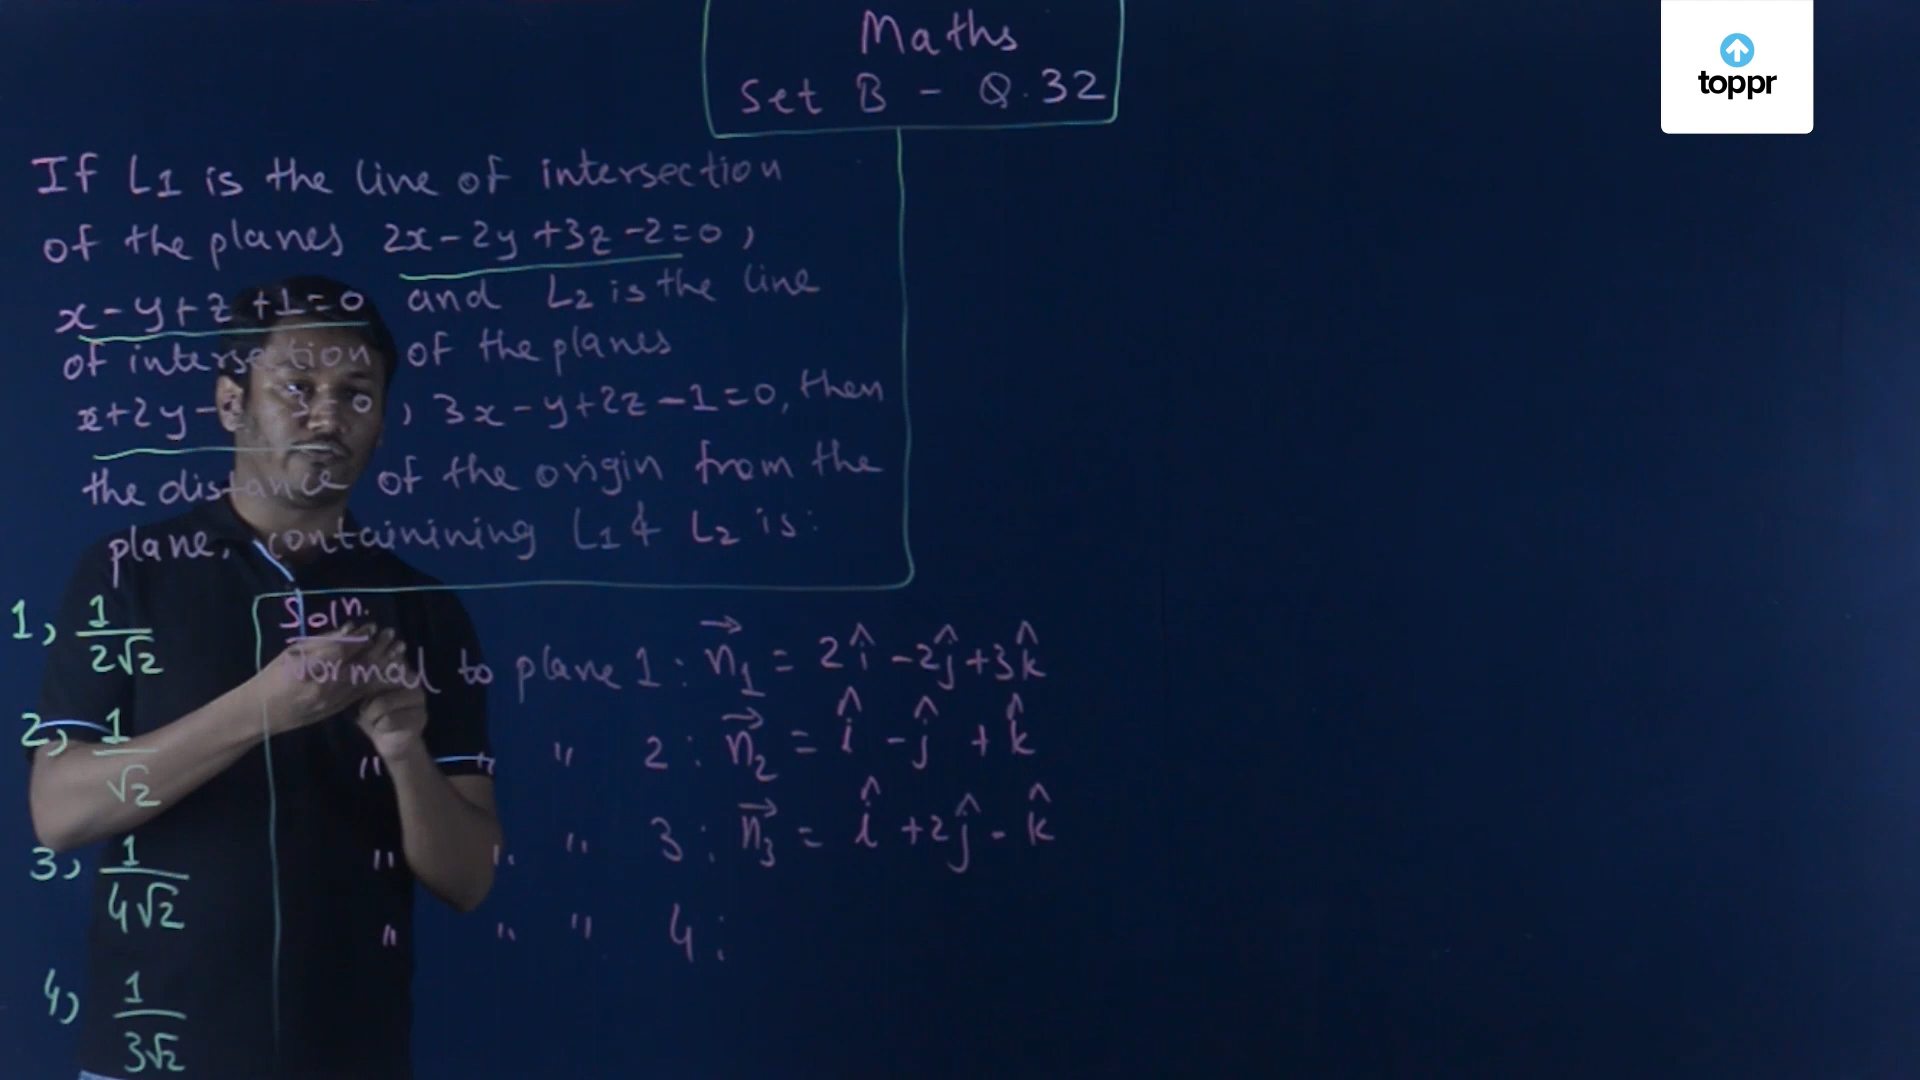 Maths
Set B - Q.32
toppr
If L1 is the line of intersection
of the planes 2x-2y+3z-2=0,
x-y+z+1=0 and L2 is the line
of intersection of the planes
x+2y- 3=0, 3x-y+2z-1=0, then
the distance of the origin from the
plane, containining L1 & L2 is:
1, 1/2√2
2, 1/√2
3, 1/4√2
4, 1/3√2
Soln.
Normal to plane 1: n⃗1 = 2î-2ĵ+3k̂
" " " 2: n⃗2 = î-ĵ+k̂
" " " 3: n⃗3 = î+2ĵ-k̂
" " " 4: